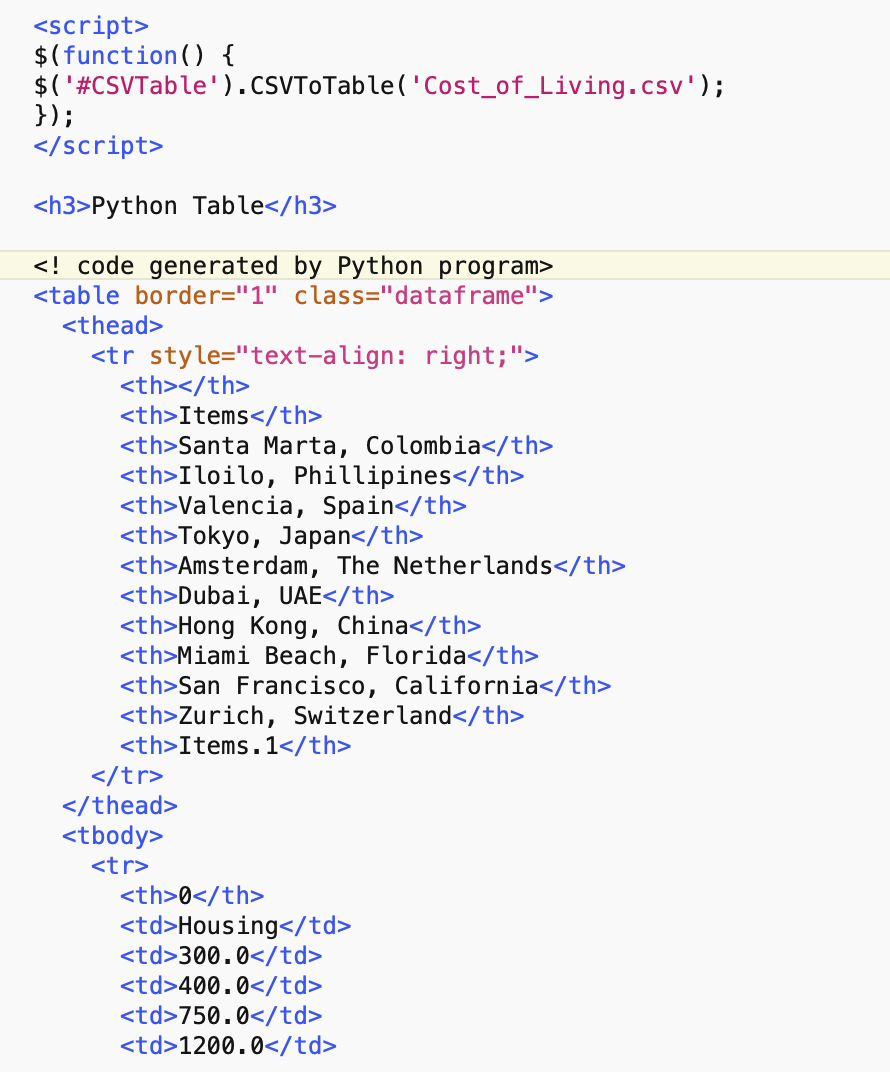 <script>
$(function() {
$('#CSVTable').CSVToTable('Cost_of_Living.csv');
});
</script>
<h3>Python Table</h3>
<! code generated by Python program>
<table border="1" class="dataframe">
<thead>
<tr style="text-align: right;">
<th></th>
<th>Items</th>
<th>Santa Marta, Colombia</th>
<th>Iloilo, Phillipines</th>
<th>Valencia, Spain</th>
<th>Tokyo, Japan</th>
<th>Amsterdam, The Netherlands</th>
<th>Dubai, UAE</th>
<th>Hong Kong, China</th>
<th>Miami Beach, Florida</th>
<th>San Francisco, California</th>
<th>Zurich, Switzerland</th>
<th>Items.1</th>
</tr>
</thead>
<tbody>
<tr>
<th>0</th>
<td>Housing</td>
<td>300.0</td>
<td>400.0</td>
<td>750.0</td>
<td>1200.0</td>